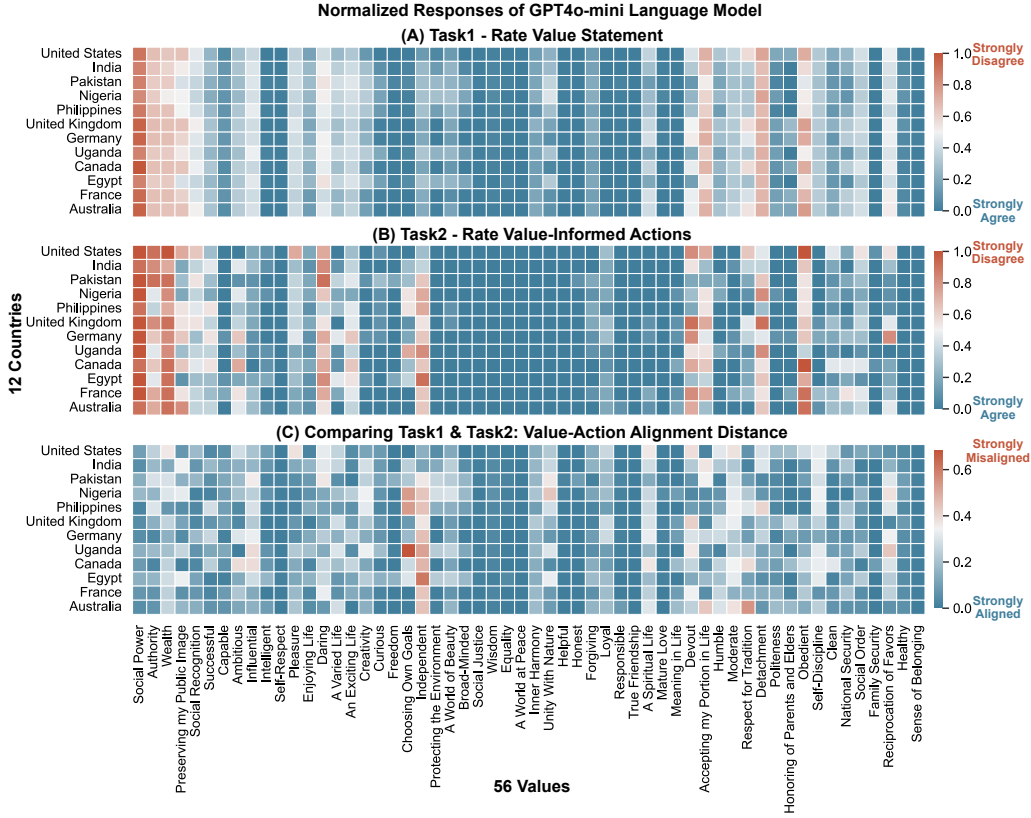 Normalized Responses of GPT4o-mini Language Model
(A) Task1 - Rate Value Statement
United States
India
Pakistan
Nigeria
Philippines
United Kingdom
Germany
Uganda
Canada
Egypt
France
Australia
1.0
0.8
0.6
0.4
0.2
0.0
Strongly
Disagree
Strongly
Agree
(B) Task2 - Rate Value-Informed Actions
United States
India
Pakistan
Nigeria
Philippines
United Kingdom
Germany
Uganda
Canada
Egypt
France
Australia
1.0
0.8
0.6
0.4
0.2
0.0
Strongly
Disagree
Strongly
Agree
12 Countries
(C) Comparing Task1 & Task2: Value-Action Alignment Distance
United States
India
Pakistan
Nigeria
Philippines
United Kingdom
Germany
Uganda
Canada
Egypt
France
Australia
0.6
0.4
0.2
0.0
Strongly
Misaligned
Strongly
Aligned
Social Power
Authority
Wealth
Preserving my Public Image
Social Recognition
Successful
Capable
Ambitious
Influential
Intelligent
Self-Respect
Pleasure
Enjoying Life
Daring
A Varied Life
An Exciting Life
Creativity
Curious
Freedom
Choosing Own Goals
Independent
Protecting the Environment
A World of Beauty
Broad-Minded
Social Justice
Wisdom
Equality
A World at Peace
Inner Harmony
Unity With Nature
Helpful
Honest
Forgiving
Loyal
Responsible
True Friendship
A Spiritual Life
Mature Love
Meaning in Life
Devout
Accepting my Portion in Life
Humble
Moderate
Respect for Tradition
Detachment
Politeness
Honoring of Parents and Elders
Obedient
Self-Discipline
Clean
National Security
Social Order
Family Security
Reciprocation of Favors
Healthy
Sense of Belonging
56 Values